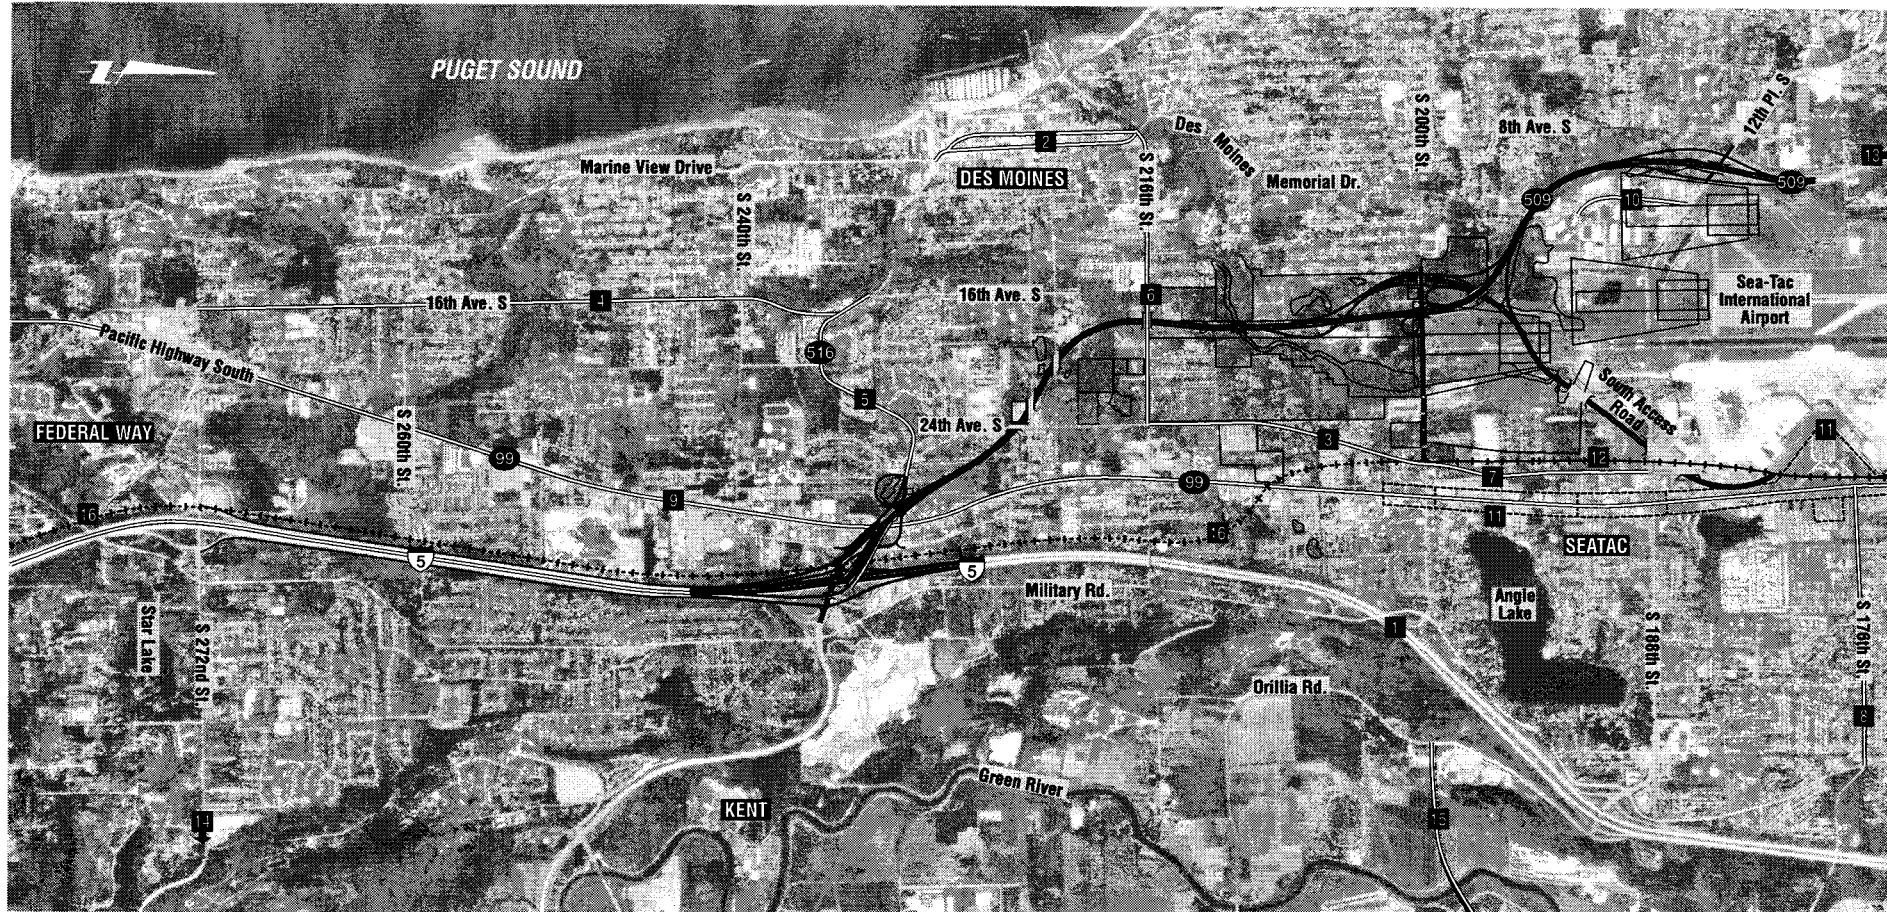 PUGET SOUND
S 200th St.
8th Ave. S
12th Pl. S
Des Moines
Memorial Dr.
2
13
Marine View Drive
DES MOINES
S 216th St.
509
509
10
S 240th St.
16th Ave. S
4
16th Ave. S
6
Sea-Tac
International
Airport
Pacific Highway South
516
5
South Access
Road
FEDERAL WAY
S 260th St.
24th Ave. S
3
11
99
12
7
9
99
11
16
16
SEATAC
5
5
Military Rd.
Angle
Lake
Star Lake
S 272nd St.
1
S 188th St.
S 176th St.
Orillia Rd.
8
Green River
KENT
14
15